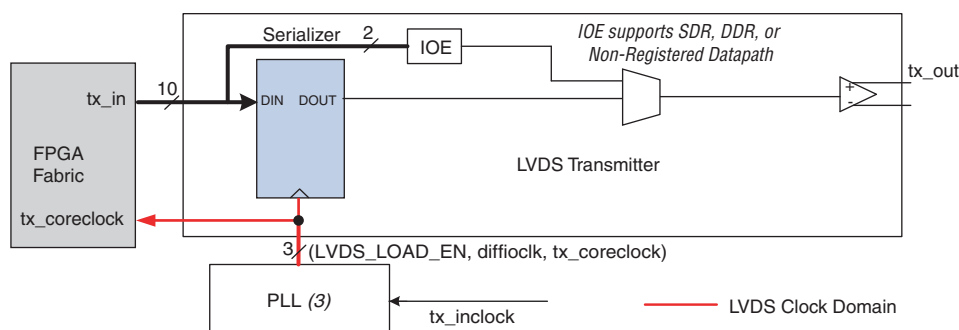 Serializer
2
IOE
IOE supports SDR, DDR, or
Non-Registered Datapath
tx_out
tx_in
10
DIN DOUT
+
-
FPGA
Fabric
LVDS Transmitter
tx_coreclock
3
(LVDS_LOAD_EN, diffioclk, tx_coreclock)
PLL (3)
tx_inclock
LVDS Clock Domain